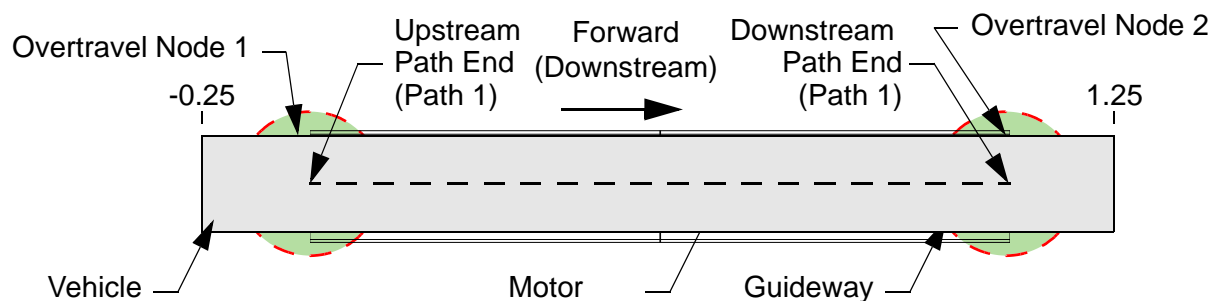 Overtravel Node 1
Upstream
Path End
(Path 1)
Forward
(Downstream)
Downstream
Path End
(Path 1)
Overtravel Node 2
-0.25
1.25
Vehicle
Motor
Guideway